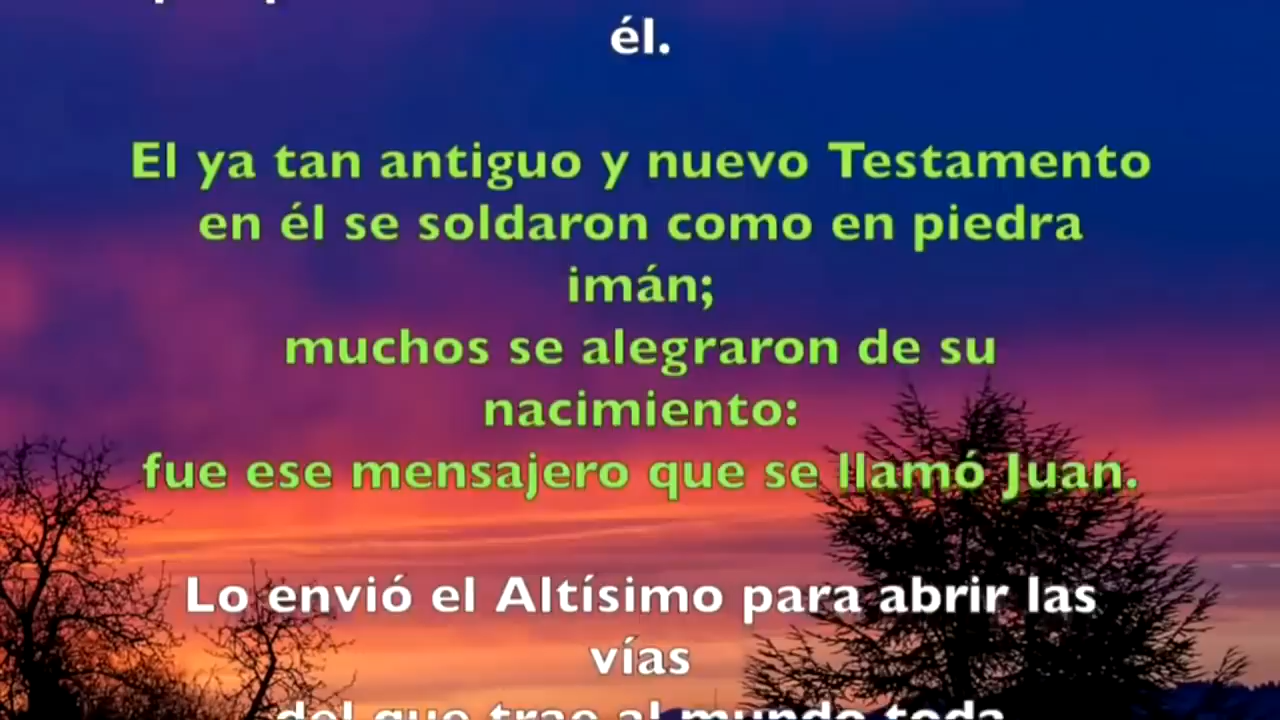 él.
El ya tan antiguo y nuevo Testamento
en él se soldaron como en piedra
imán;
muchos se alegraron de su
nacimiento:
fue ese mensajero que se llamó Juan.
Lo envió el Altísimo para abrir las
vías
del que trae al mundo toda